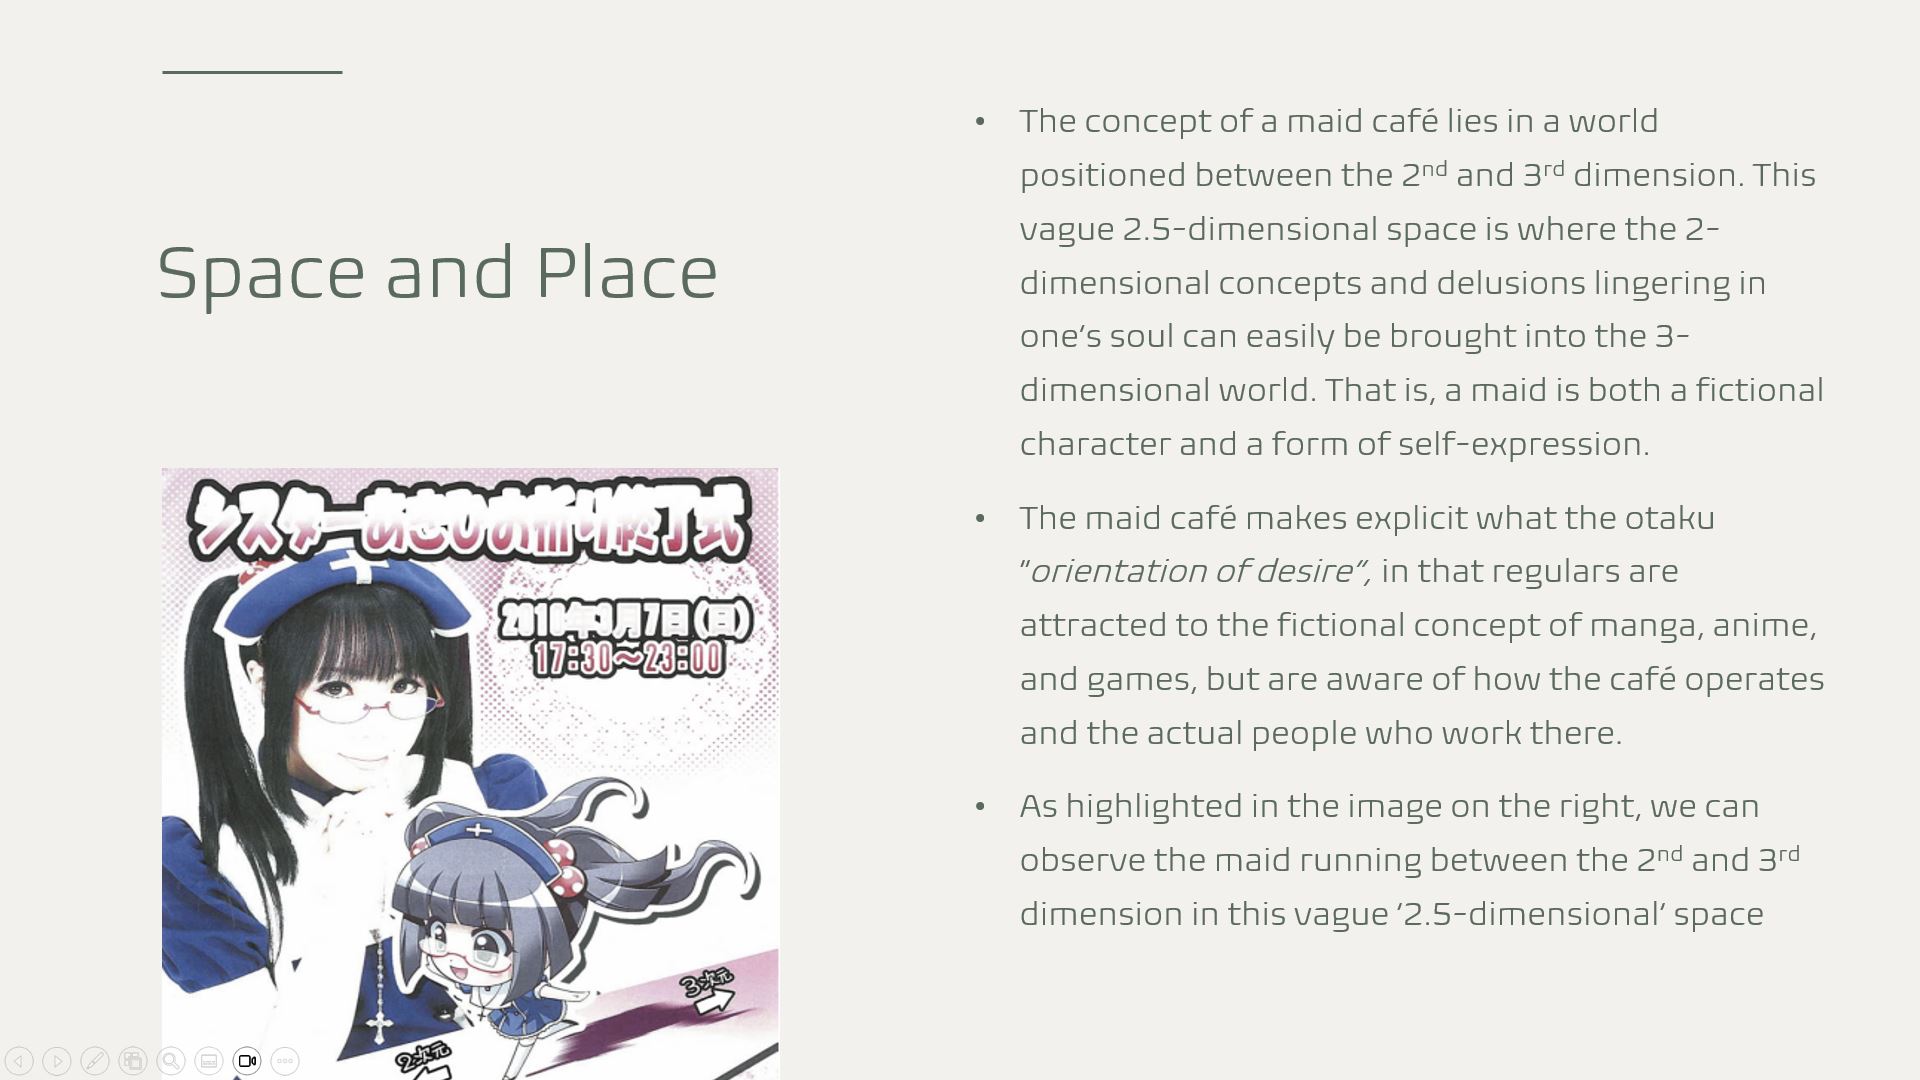 Space and Place
シスターあさひの祈り終了式
2010年3月7日(日)
17:30～23:00
3次元
2次元
• The concept of a maid café lies in a world
positioned between the 2nd and 3rd dimension. This
vague 2.5-dimensional space is where the 2-
dimensional concepts and delusions lingering in
one’s soul can easily be brought into the 3-
dimensional world. That is, a maid is both a fictional
character and a form of self-expression.
• The maid café makes explicit what the otaku
“orientation of desire”, in that regulars are
attracted to the fictional concept of manga, anime,
and games, but are aware of how the café operates
and the actual people who work there.
• As highlighted in the image on the right, we can
observe the maid running between the 2nd and 3rd
dimension in this vague ‘2.5-dimensional’ space